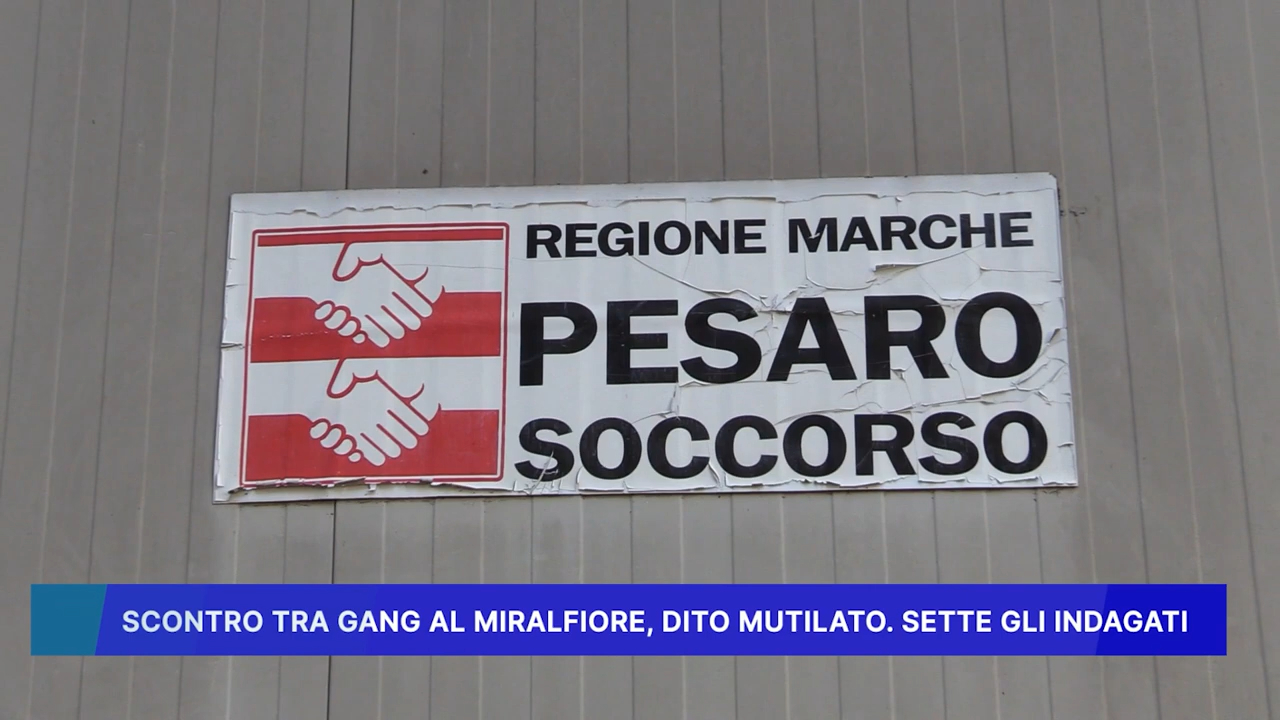 REGIONE MARCHE
PESARO
SOCCORSO
SCONTRO TRA GANG AL MIRALFIORE, DITO MUTILATO. SETTE GLI INDAGATI